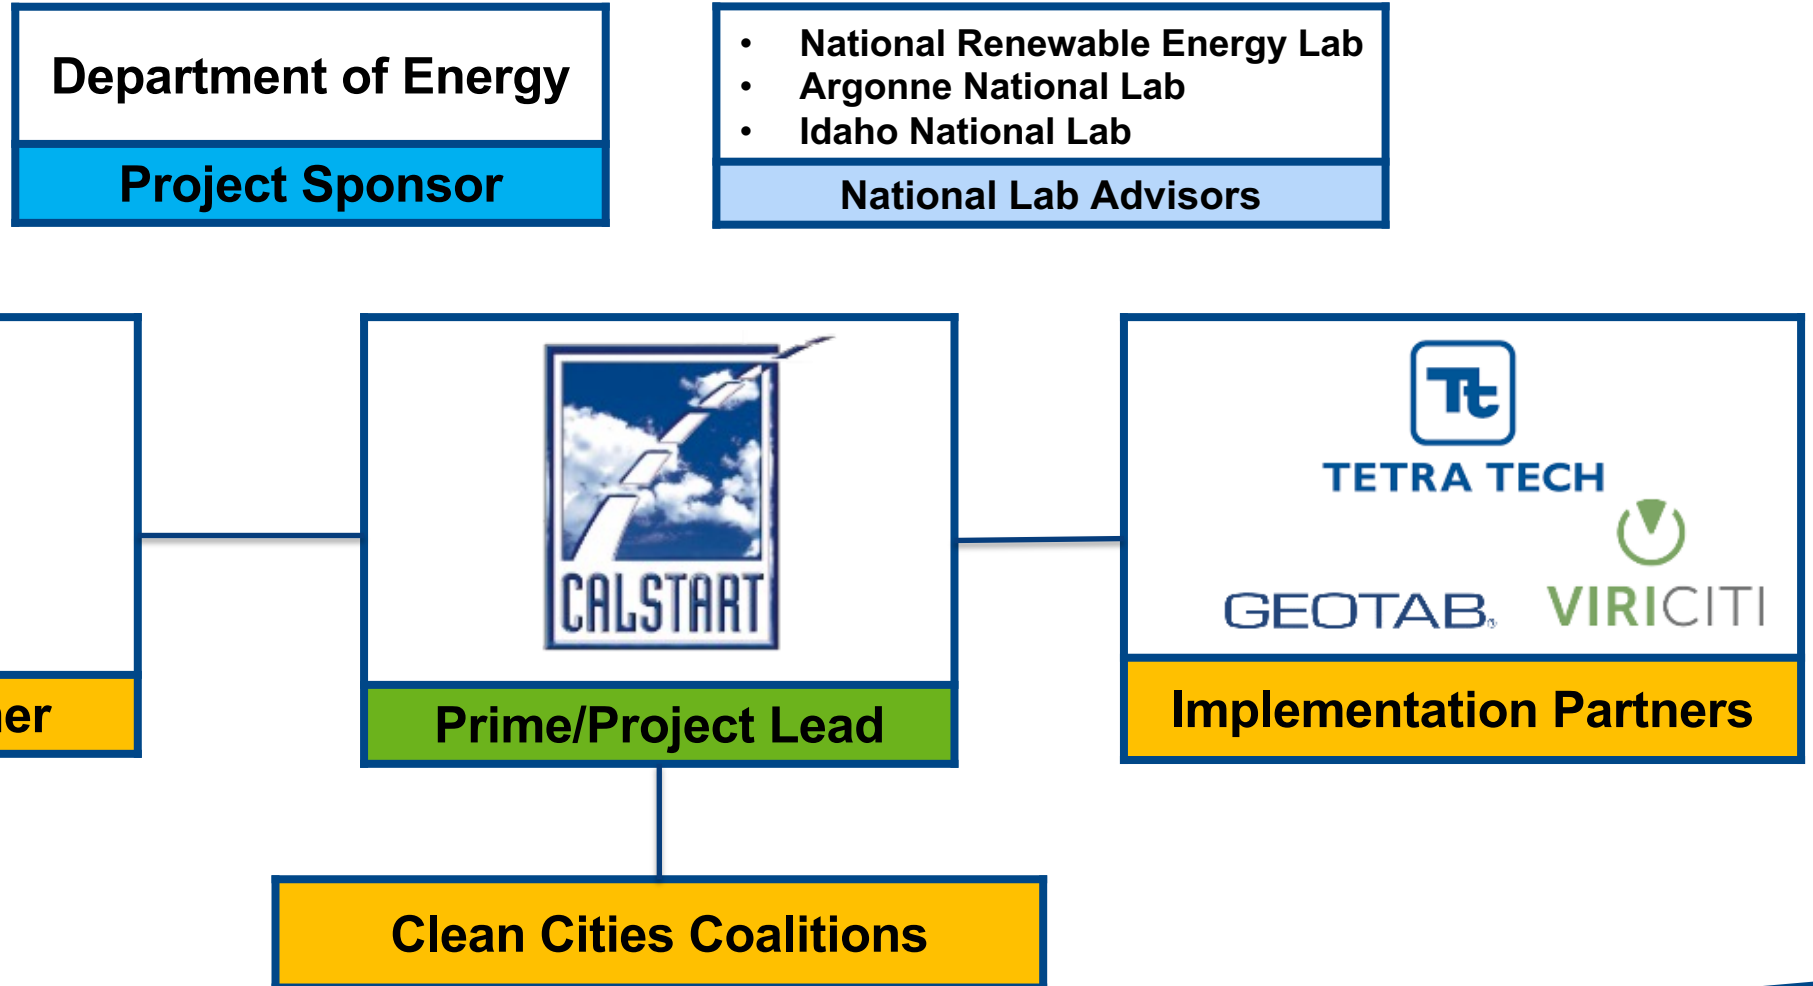 Department of Energy
Project Sponsor
• National Renewable Energy Lab
• Argonne National Lab
• Idaho National Lab
National Lab Advisors
CALSTART
Prime/Project Lead
Tt
TETRA TECH
GEOTAB®
VIRICITI
Implementation Partners
Clean Cities Coalitions